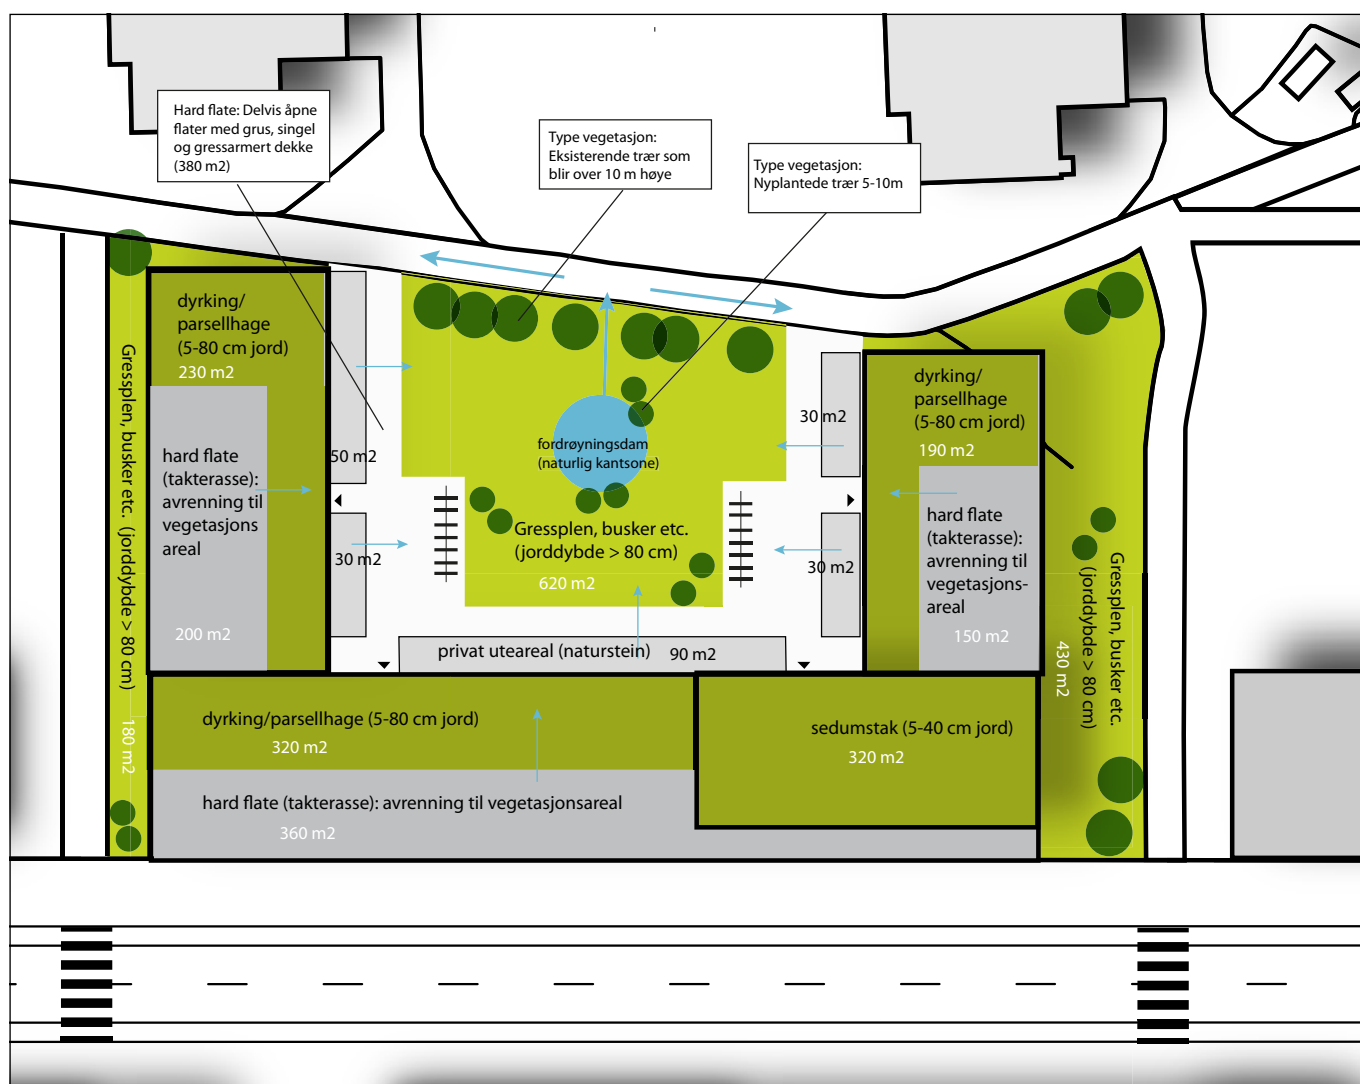 Hard flate: Delvis åpne
flater med grus, singel
og gressarmert dekke
(380 m2)
Type vegetasjon:
Eksisterende trær som
blir over 10 m høye
Type vegetasjon:
Nyplantede trær 5-10m
dyrking/
parsellhage
(5-80 cm jord)
230 m2
hard flate
(takterasse):
avrenning til
vegetasjons
areal
200 m2
Gressplen, busker etc. (jorddybde > 80 cm)
180 m2
50 m2
30 m2
fordrøyningsdam
(naturlig kantsone)
Gressplen, busker etc.
(jorddybde > 80 cm)
620 m2
30 m2
30 m2
privat uteareal (naturstein)
90 m2
dyrking/
parsellhage
(5-80 cm jord)
190 m2
hard flate
(takterasse):
avrenning til
vegetasjons-
areal
150 m2
Gressplen, busker etc.
(jorddybde > 80 cm)
430 m2
dyrking/parsellhage (5-80 cm jord)
320 m2
sedumstak (5-40 cm jord)
320 m2
hard flate (takterasse): avrenning til vegetasjonsareal
360 m2